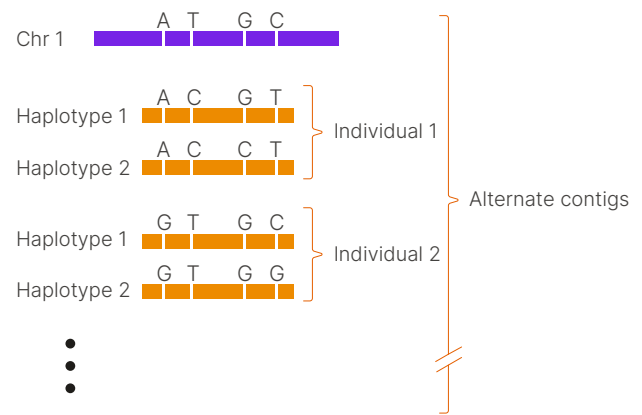 A T G C
Chr 1
A C G T
Haplotype 1
Individual 1
A C C T
Haplotype 2
Alternate contigs
G T G C
Haplotype 1
Individual 2
G T G G
Haplotype 2